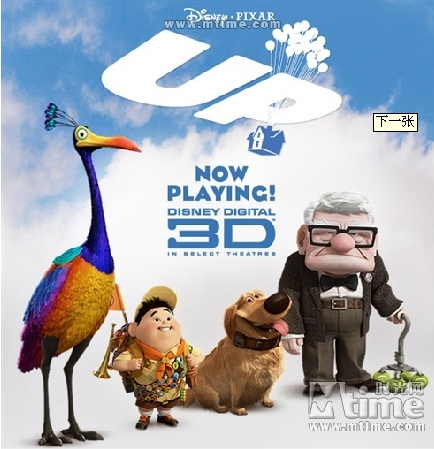 Disney · PIXAR
www.mtime.com
UP
下一张
NOW
PLAYING!
DISNEY DIGITAL
3D
IN SELECT THEATRES
时光网
Mtime
www.mtime.com